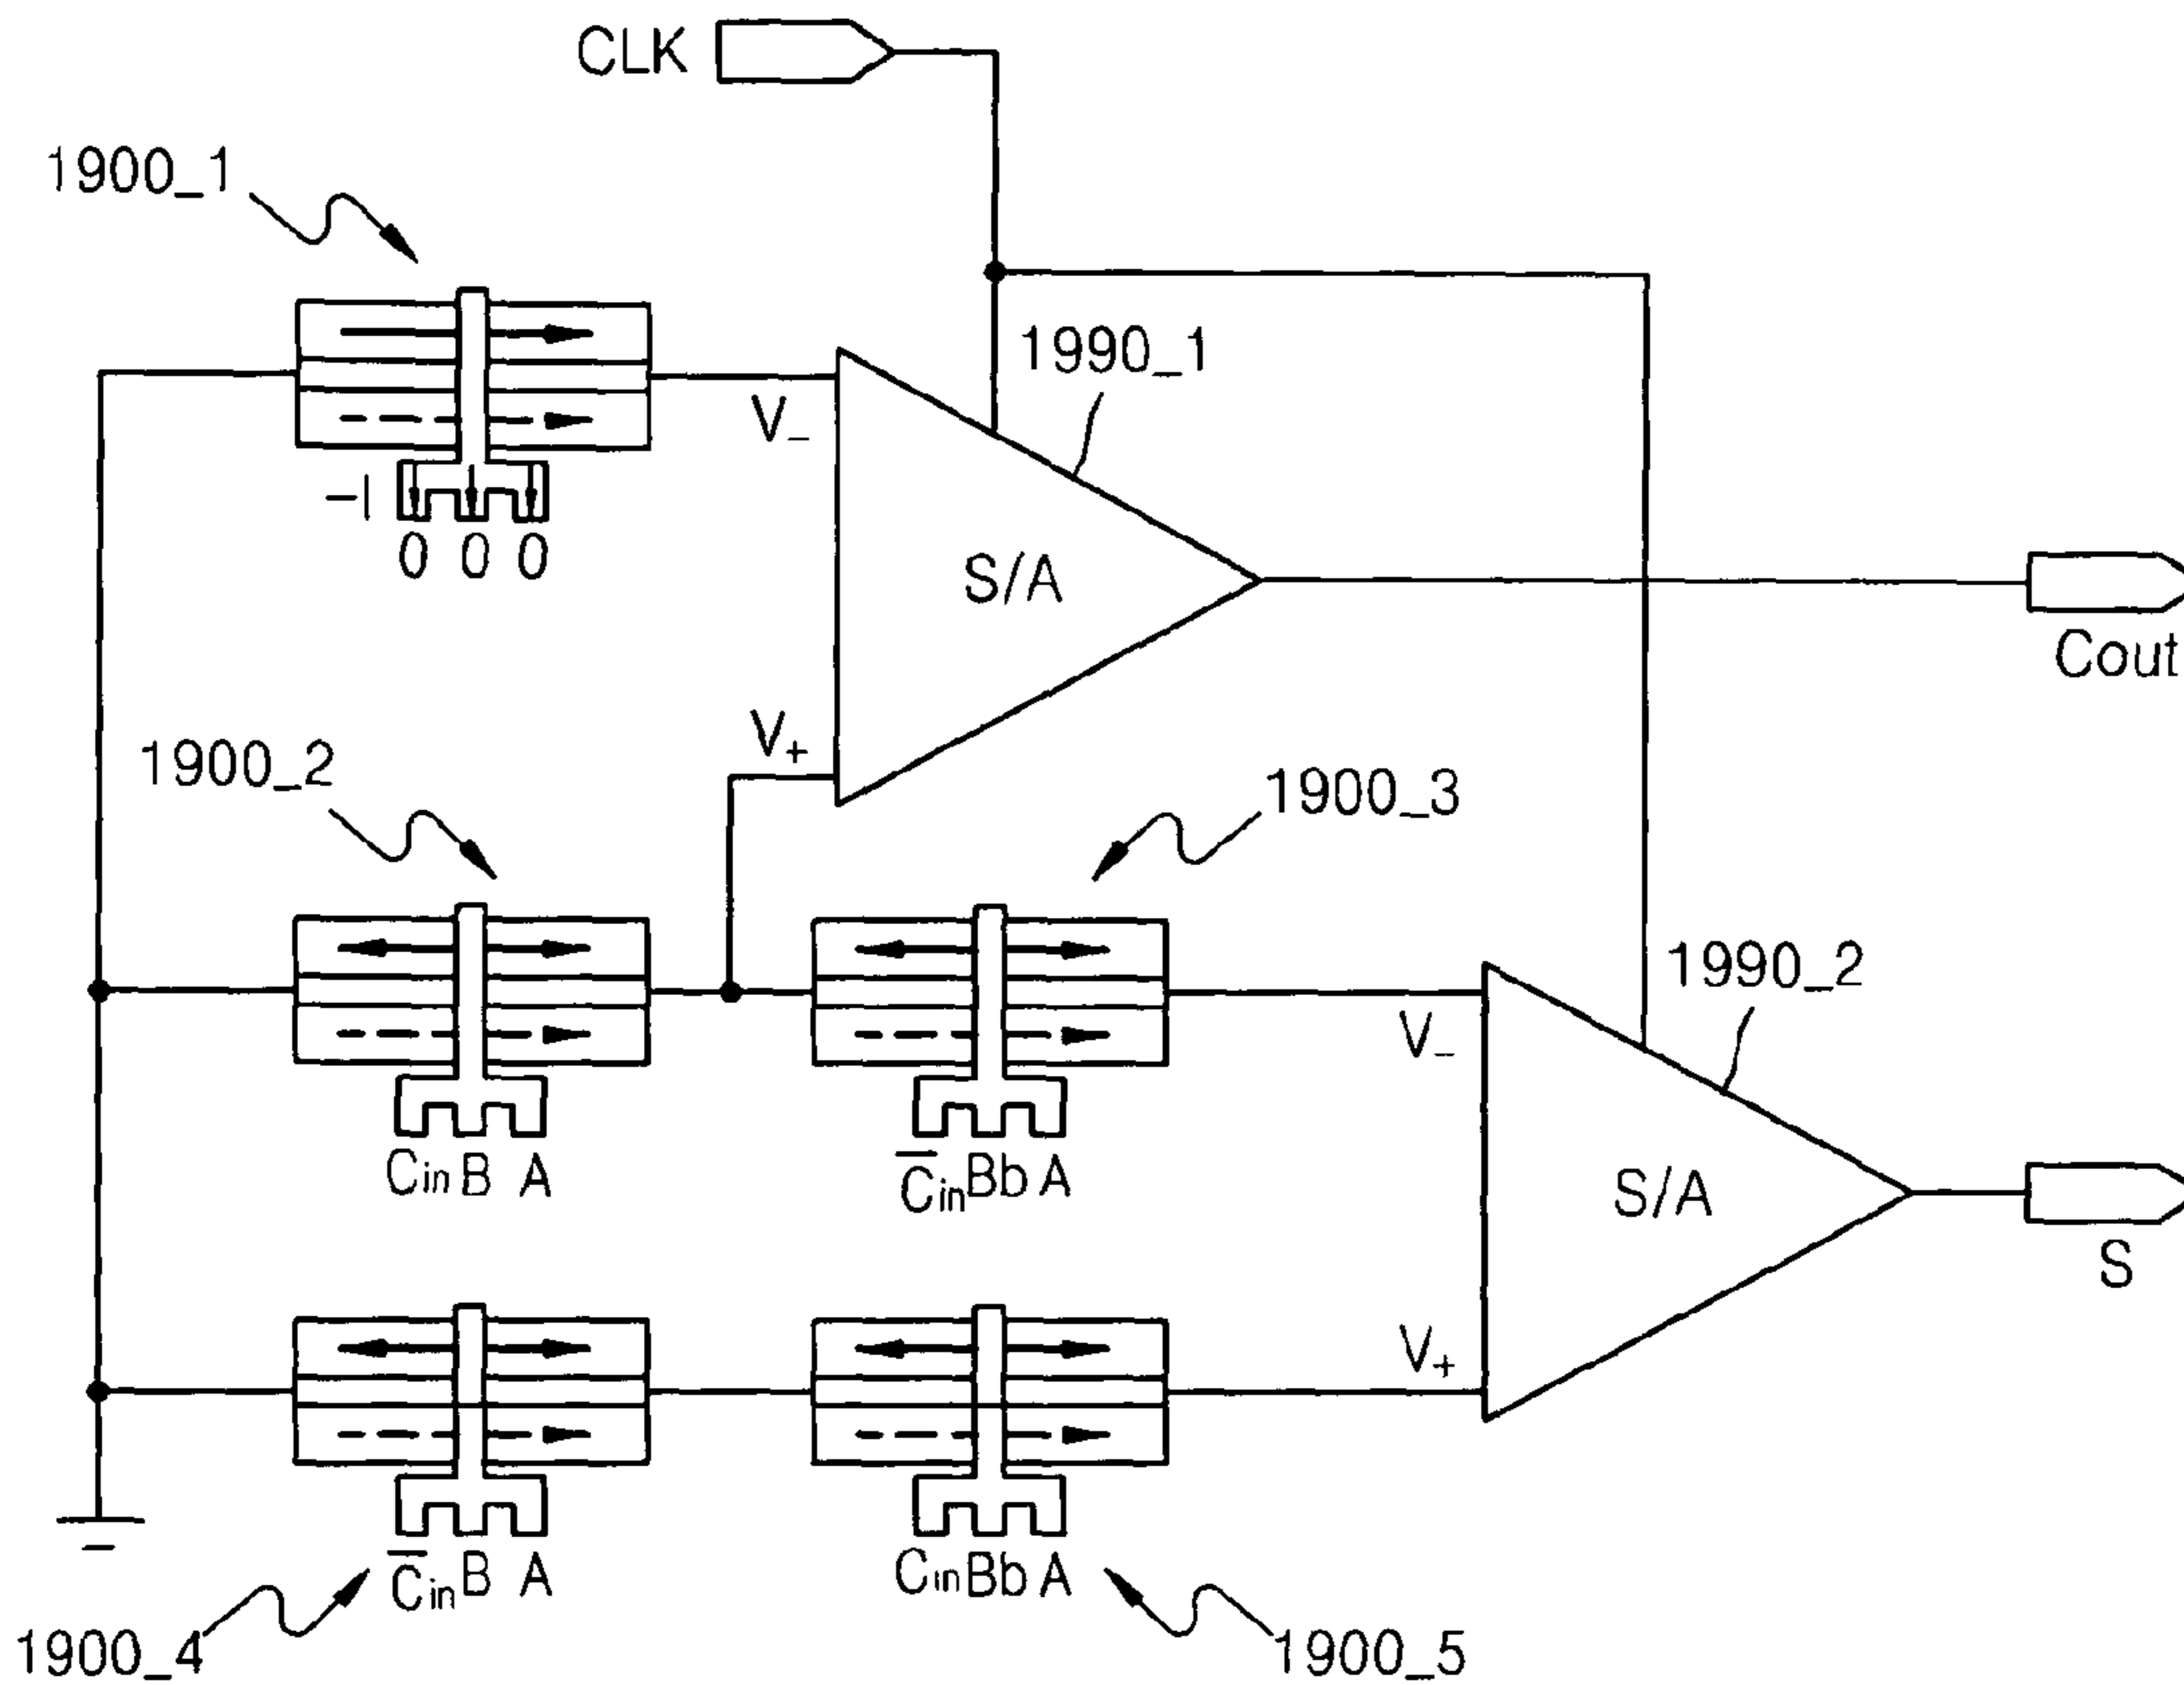 CLK
1900_1
1990_1
V−
-I
0 0 0
S/A
Cout
V+
1900_2
1900_3
1990_2
V−
Cin B A
C̅in Bb A
S/A
S
V+
C̅in B A
Cin Bb A
1900_4
1900_5